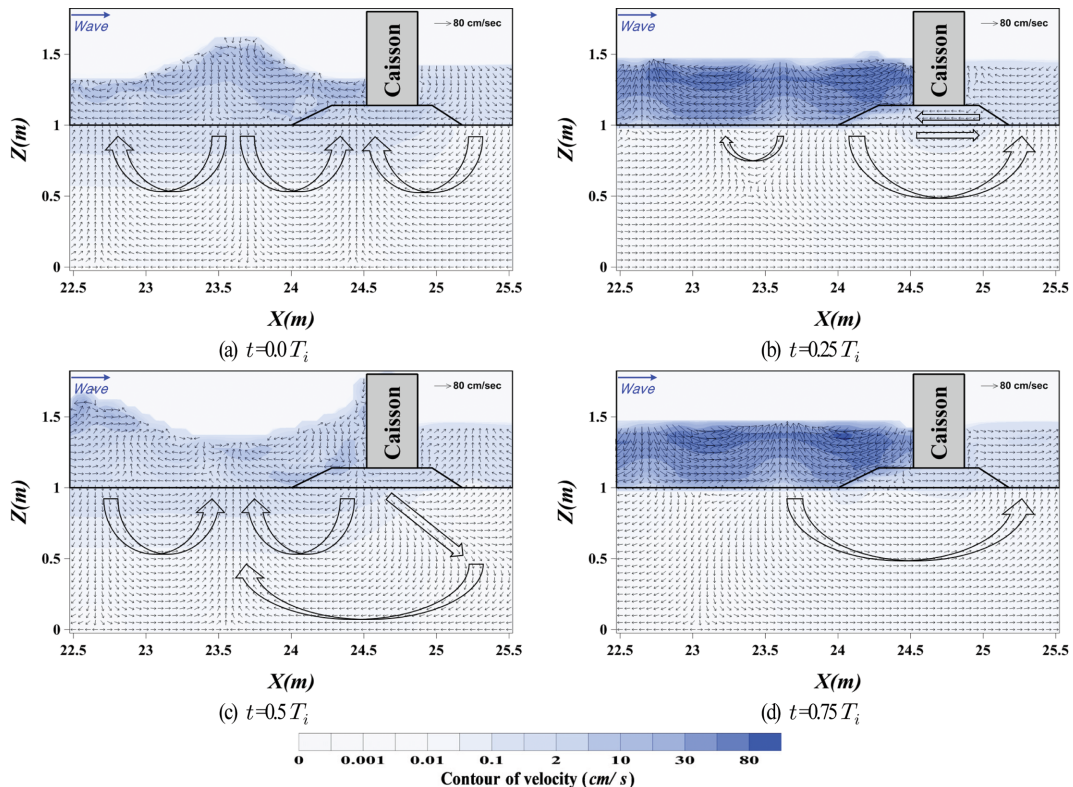 Wave
80 cm/sec
Caisson
Z(m)
1.5
1
0.5
0
22.5 23 23.5 24 24.5 25 25.5
X(m)
(a) t=0.0 T_i
Wave
80 cm/sec
Caisson
Z(m)
1.5
1
0.5
0
22.5 23 23.5 24 24.5 25 25.5
X(m)
(b) t=0.25 T_i
Wave
80 cm/sec
Caisson
Z(m)
1.5
1
0.5
0
22.5 23 23.5 24 24.5 25 25.5
X(m)
(c) t=0.5 T_i
Wave
80 cm/sec
Caisson
Z(m)
1.5
1
0.5
0
22.5 23 23.5 24 24.5 25 25.5
X(m)
(d) t=0.75 T_i
0 0.001 0.01 0.1 2 10 30 80
Contour of velocity (cm/ s)